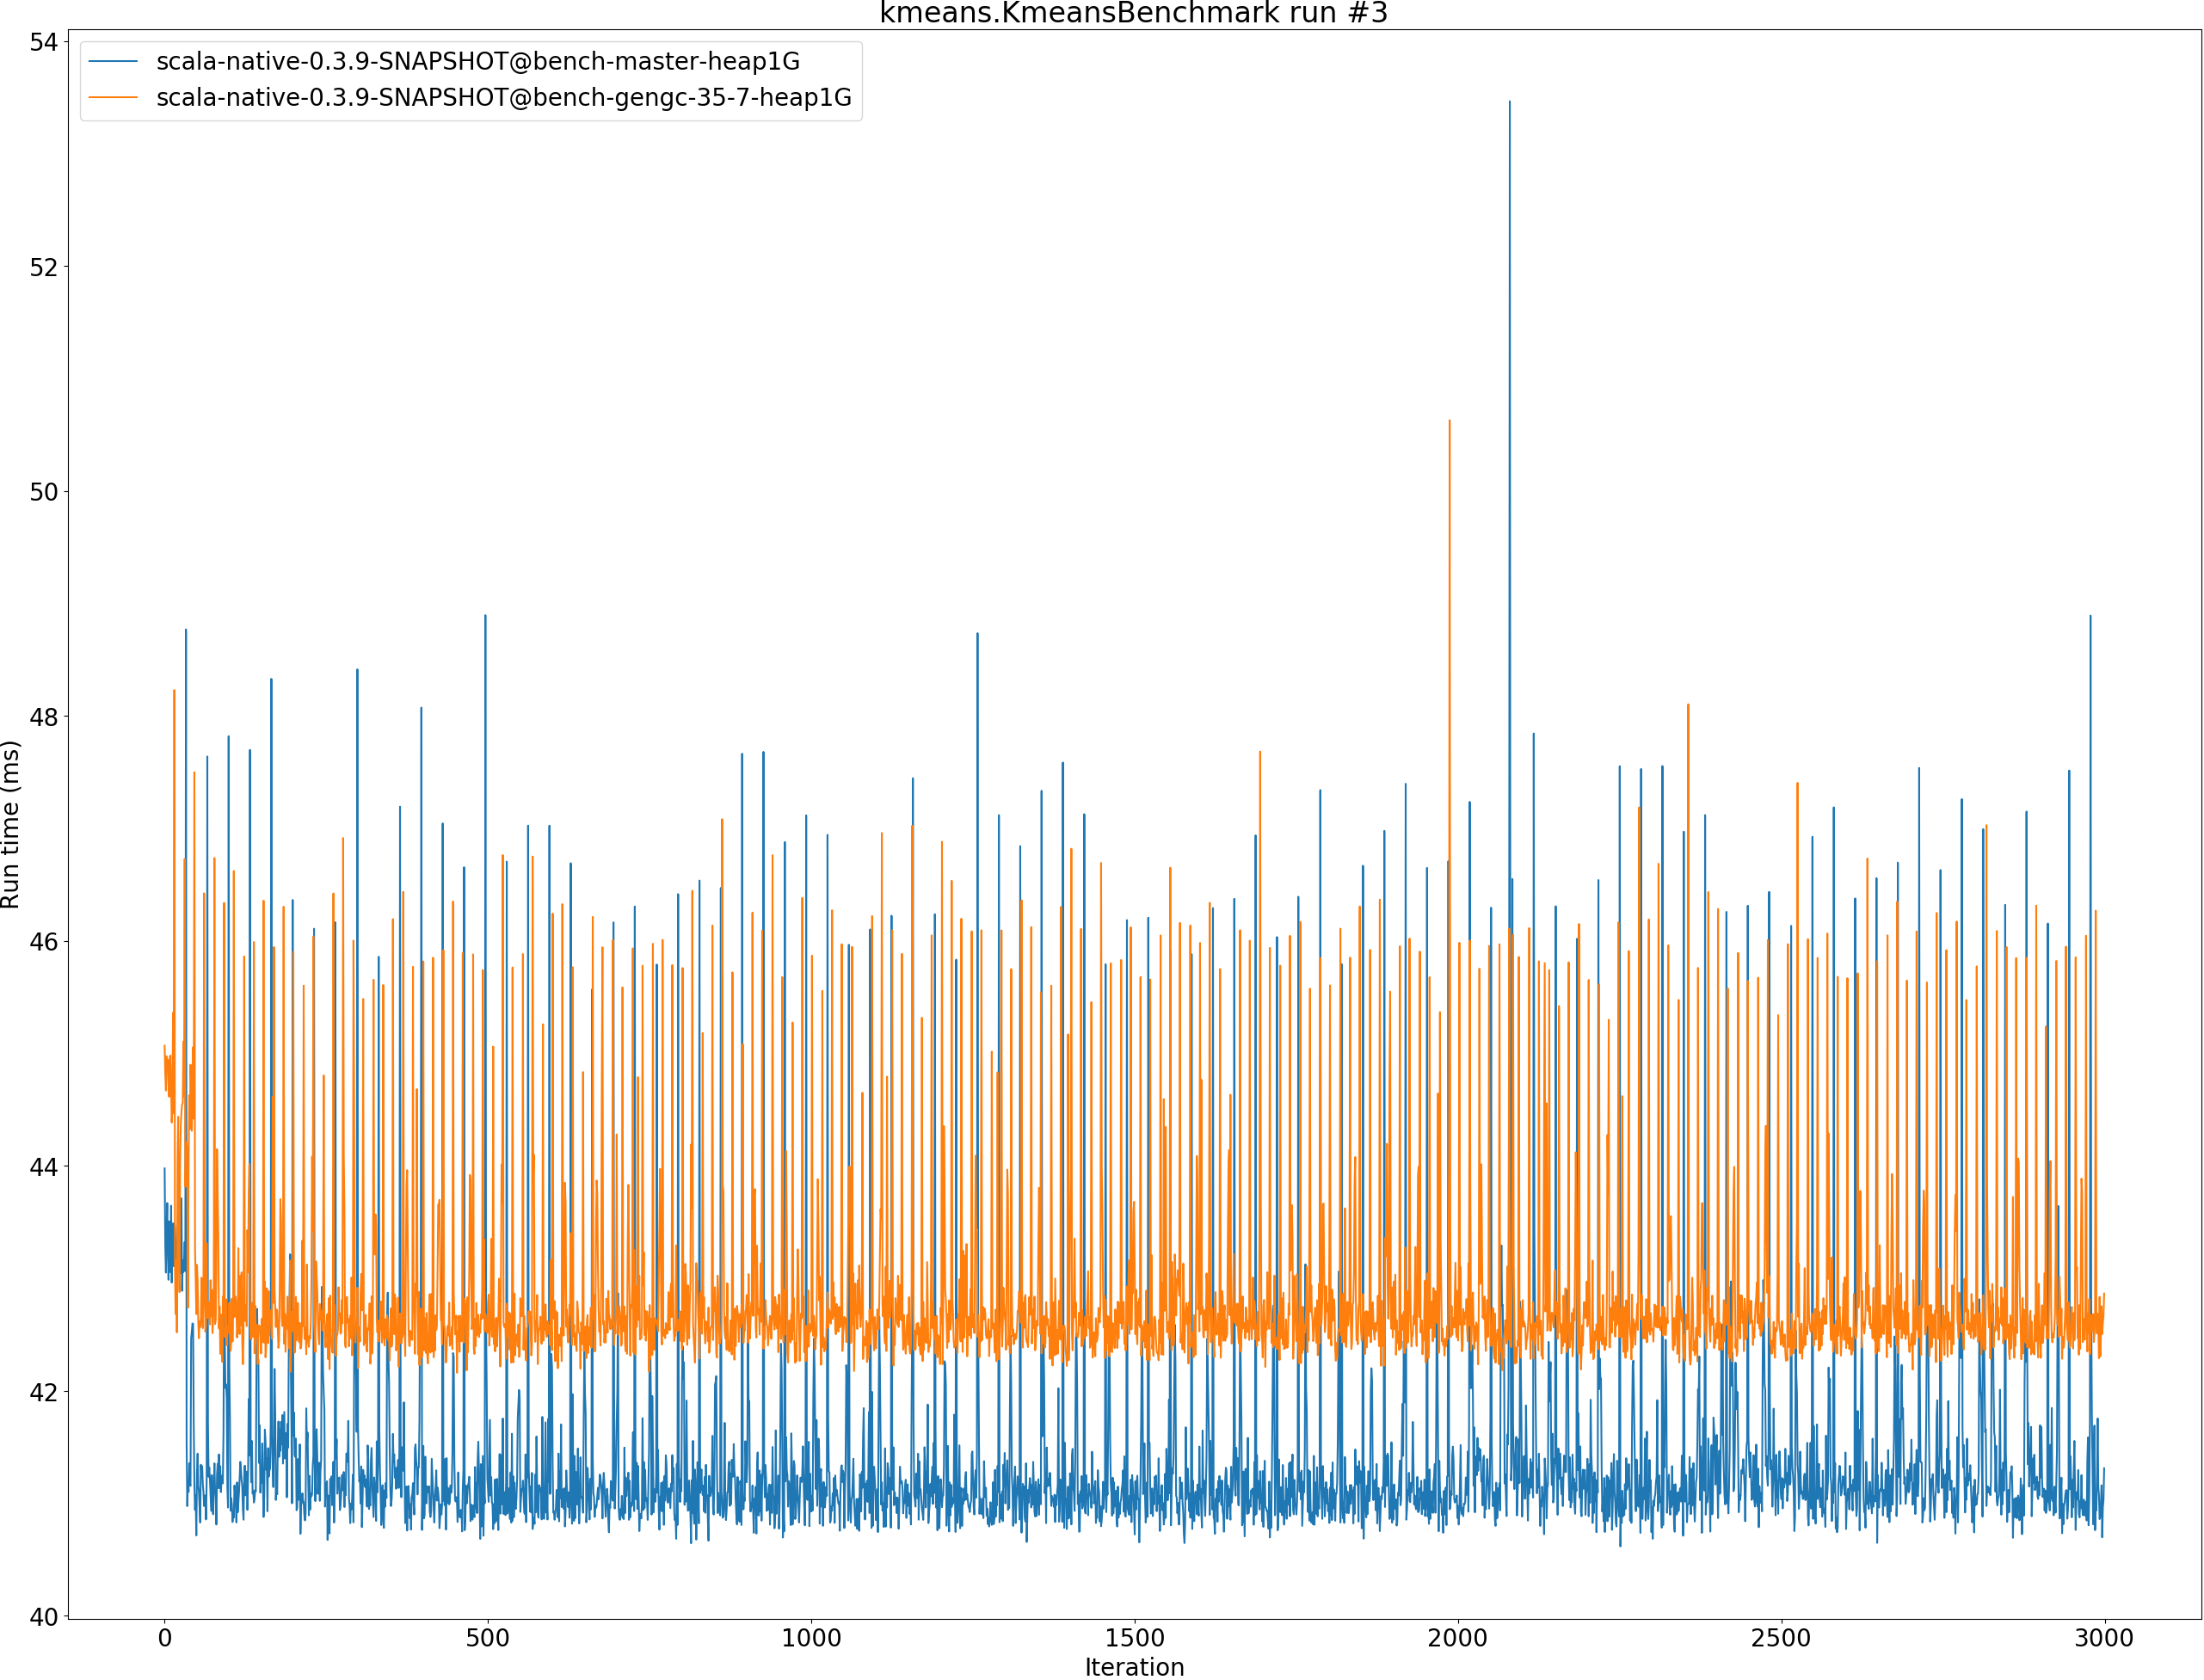 kmeans.KmeansBenchmark run #3
scala-native-0.3.9-SNAPSHOT@bench-master-heap1G
scala-native-0.3.9-SNAPSHOT@bench-gengc-35-7-heap1G
Run time (ms)
54
52
50
48
46
44
42
40
0 500 1000 1500 2000 2500 3000
Iteration